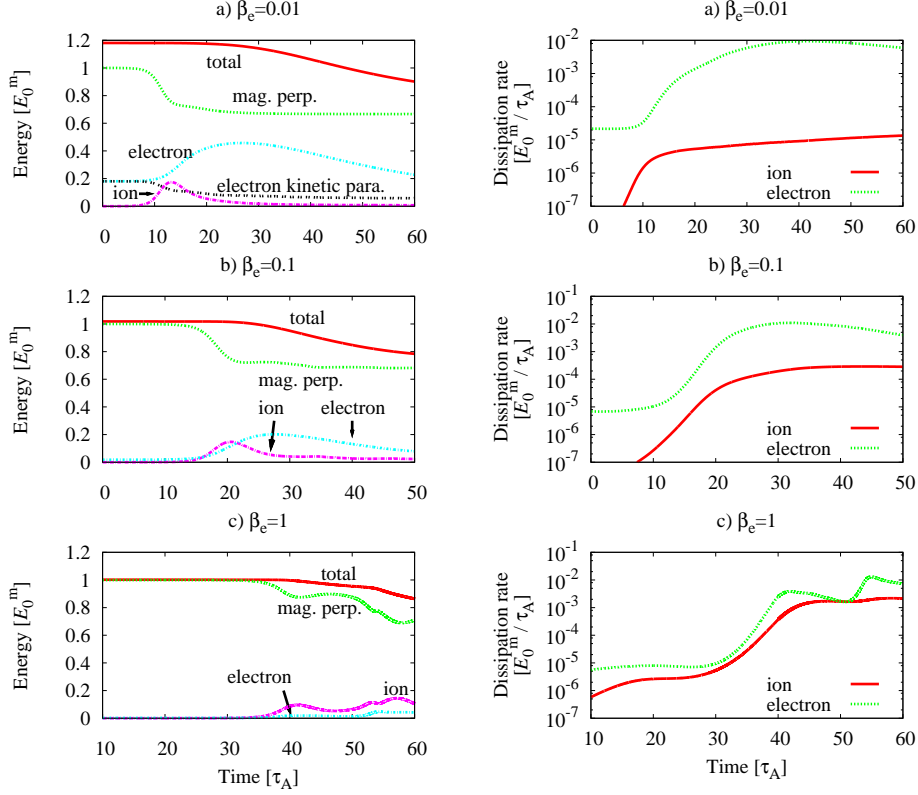 a) β_e=0.01
Energy [E_0^m]
1.2
1
0.8
0.6
0.4
0.2
0
total
mag. perp.
electron
electron kinetic para.
ion
0 10 20 30 40 50 60
a) β_e=0.01
Dissipation rate
[E_0^m / τ_A]
10^-2
10^-3
10^-4
10^-5
10^-6
10^-7
ion
electron
0 10 20 30 40 50 60
b) β_e=0.1
Energy [E_0^m]
1.2
1
0.8
0.6
0.4
0.2
0
total
mag. perp.
ion electron
0 10 20 30 40 50
b) β_e=0.1
Dissipation rate
[E_0^m / τ_A]
10^-1
10^-2
10^-3
10^-4
10^-5
10^-6
10^-7
ion
electron
0 10 20 30 40 50
c) β_e=1
Energy [E_0^m]
1.2
1
0.8
0.6
0.4
0.2
0
total
mag. perp.
electron
ion
10 20 30 40 50 60
Time [τ_A]
c) β_e=1
Dissipation rate
[E_0^m / τ_A]
10^-1
10^-2
10^-3
10^-4
10^-5
10^-6
10^-7
ion
electron
10 20 30 40 50 60
Time [τ_A]